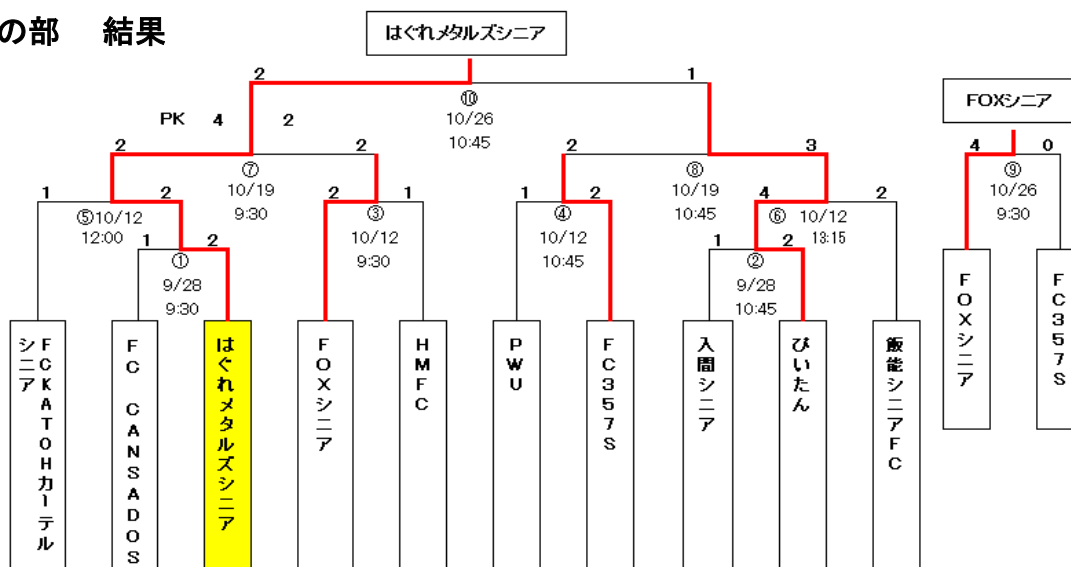 の部 結果
はぐれメタルズシニア
2 1
⑩
10/26
10:45
FOXシニア
PK 4 2
2 2 2 3 4 0
⑦
10/19
9:30
⑧
10/19
10:45
⑨
10/26
9:30
1 2 2 1 1 2 4 2
⑤10/12
12:00
③
10/12
9:30
④
10/12
10:45
⑥ 10/12
13:15
1 2 1 2
①
9/28
9:30
②
9/28
10:45
FCKATOHカーテル
シニア
FC CANSADOS
はぐれメタルズシニア
FOXシニア
HMFC
PWU
FC357S
入間シニア
ぴいたん
飯能シニアFC
FOXシニア
FC357S